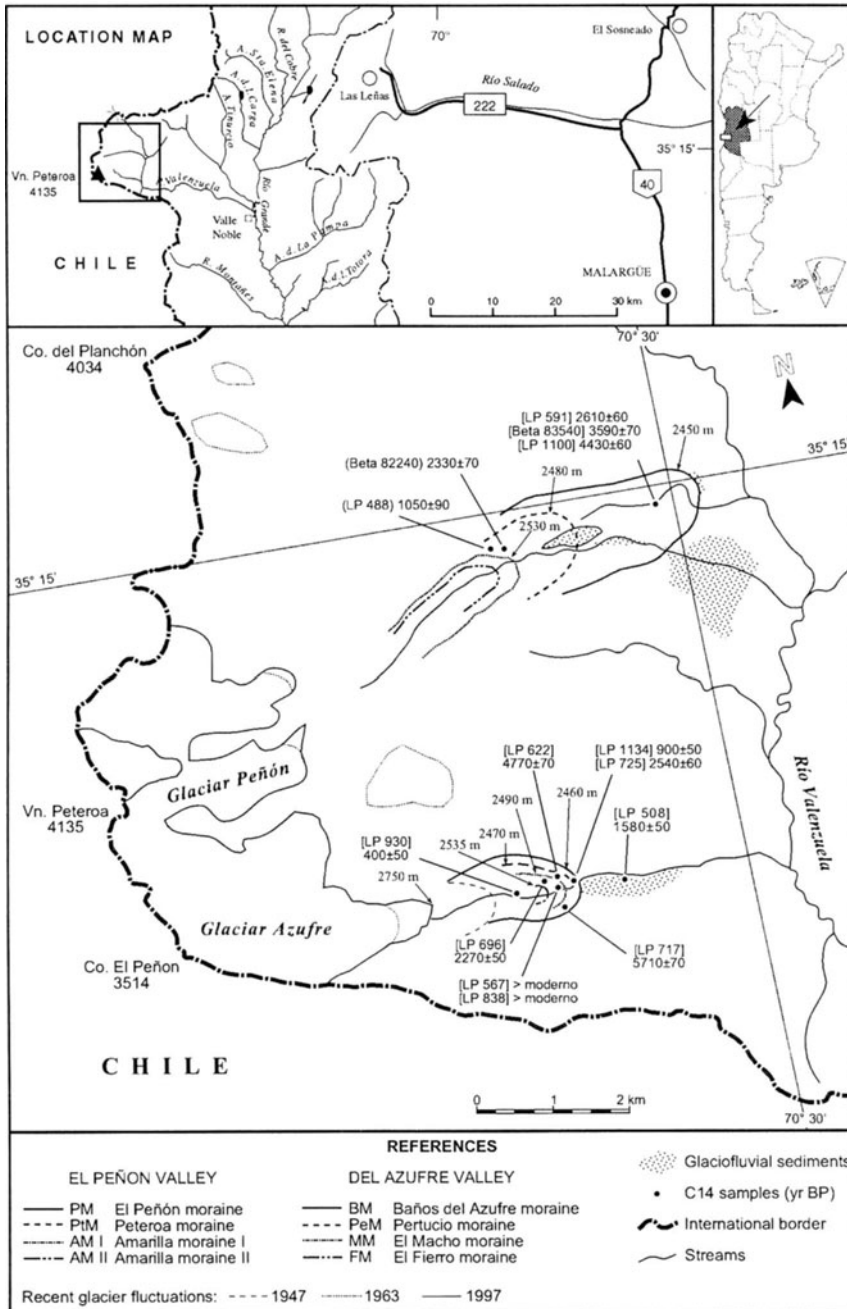 LOCATION MAP
70°
El Sosneado
A. Sta. Elena
R. del Cobre
A. d. l. Carga
A. Tinurcio
Las Leñas
Río Salado
222
35° 15'
Vn. Peteroa
4135
Valenzuela
Río Grande
Valle
Noble
40
CHILE
A. d. La Pampa
A. d. l. Totora
R. Montañes
MALARGÜE
0 10 20 30 km
Co. del Planchón
4034
70° 30'
N
[LP 591] 2610±60
[Beta 83540] 3590±70
[LP 1100] 4430±60
2450 m
35° 15'
(Beta 82240) 2330±70
2480 m
(LP 488) 1050±90
2530 m
35° 15'
Glaciar Peñón
Río Valenzuela
[LP 622]
4770±70
[LP 1134] 900±50
[LP 725] 2540±60
Vn. Peteroa
4135
2490 m
2460 m
[LP 508]
1580±50
2470 m
[LP 930]
400±50
2535 m
2750 m
Glaciar Azufre
[LP 696]
2270±50
[LP 717]
5710±70
Co. El Peñon
3514
[LP 567] > moderno
[LP 838] > moderno
CHILE
0 1 2 km
70° 30'
REFERENCES
EL PEÑON VALLEY
PM El Peñón moraine
PtM Peteroa moraine
AM I Amarilla moraine I
AM II Amarilla moraine II
DEL AZUFRE VALLEY
BM Baños del Azufre moraine
PeM Pertucio moraine
MM El Macho moraine
FM El Fierro moraine
Glaciofluvial sediments
C14 samples (yr BP)
International border
Streams
Recent glacier fluctuations: 1947 1963 1997